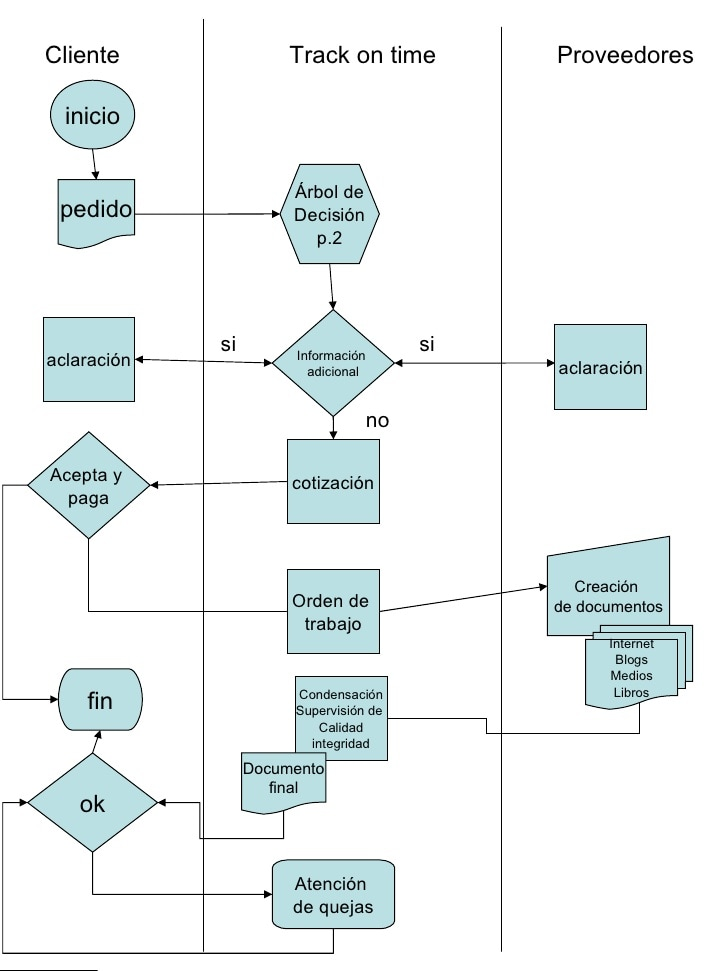 Cliente
Track on time
Proveedores
inicio
pedido
Árbol de
Decisión
p.2
si
si
aclaración
Información
adicional
aclaración
no
Acepta y
paga
cotización
Orden de
trabajo
Creación
de documentos
Internet
Blogs
Medios
Libros
fin
Condensación
Supervisión de
Calidad
integridad
Documento
final
ok
Atención
de quejas